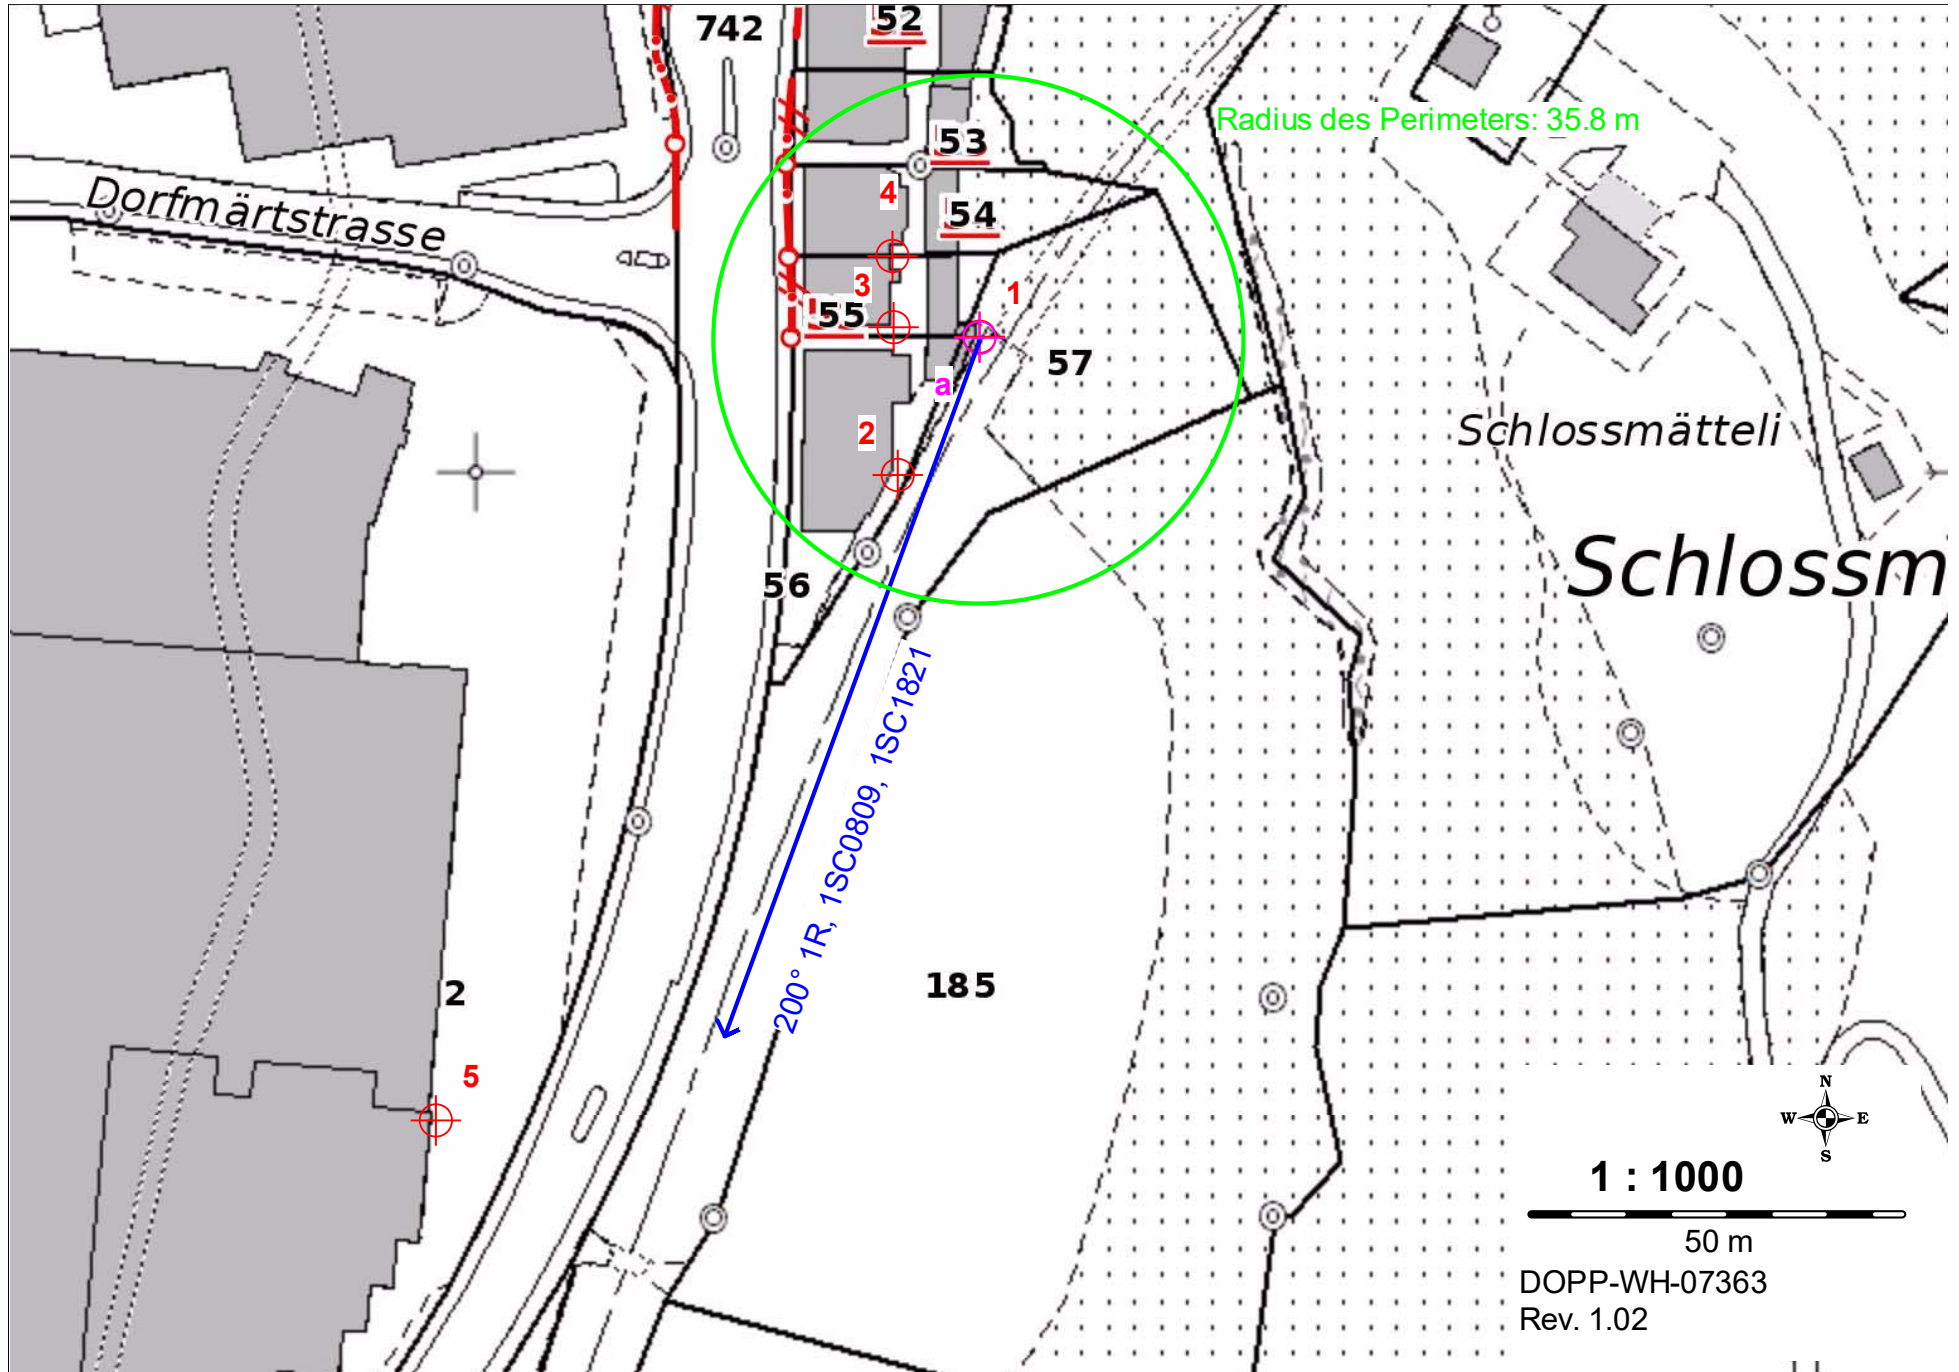 742
52
Radius des Perimeters: 35.8 m
53
4
Dorfmärtstrasse
54
3
1
55
57
a
2
Schlossmätteli
Schlossm
56
200° 1R, 1SC0809, 1SC1821
185
2
5
N
W E
S
1 : 1000
50 m
DOPP-WH-07363
Rev. 1.02